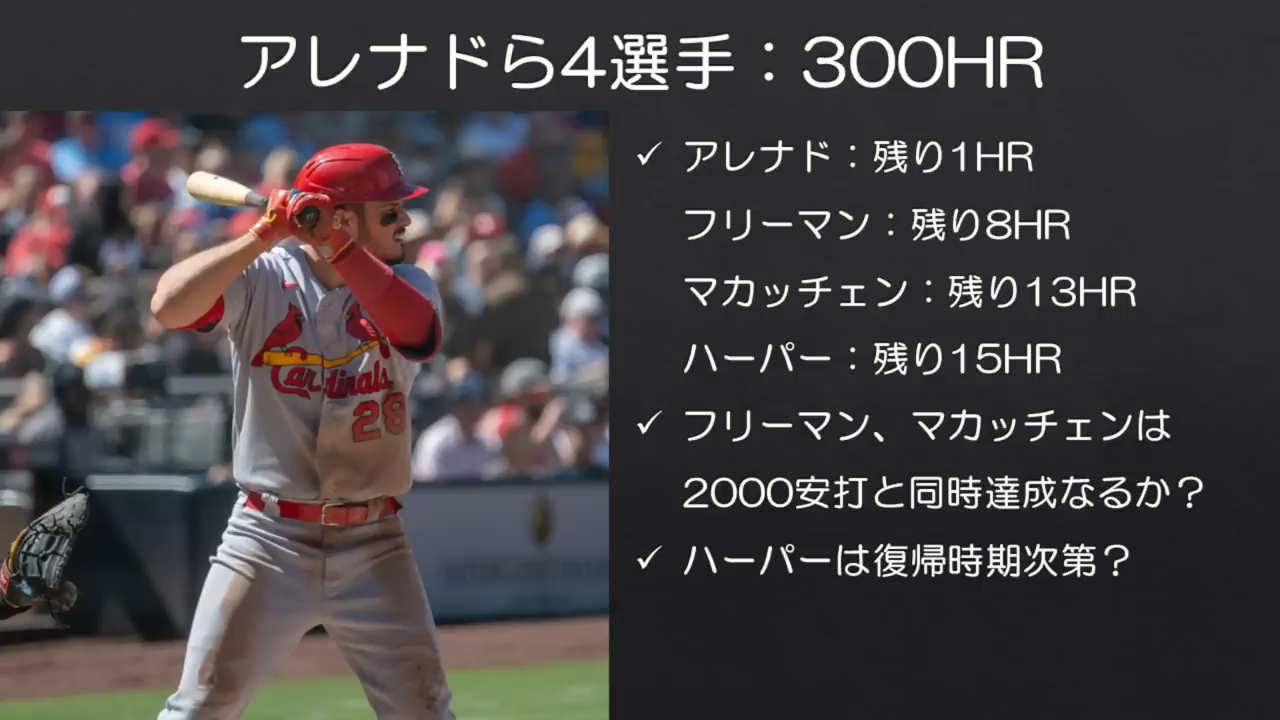 アレナドら4選手：300HR
✓ アレナド：残り1HR
フリーマン：残り8HR
マカッチェン：残り13HR
ハーパー：残り15HR
✓ フリーマン、マカッチェンは
2000安打と同時達成なるか？
✓ ハーパーは復帰時期次第？
Cardinals
28